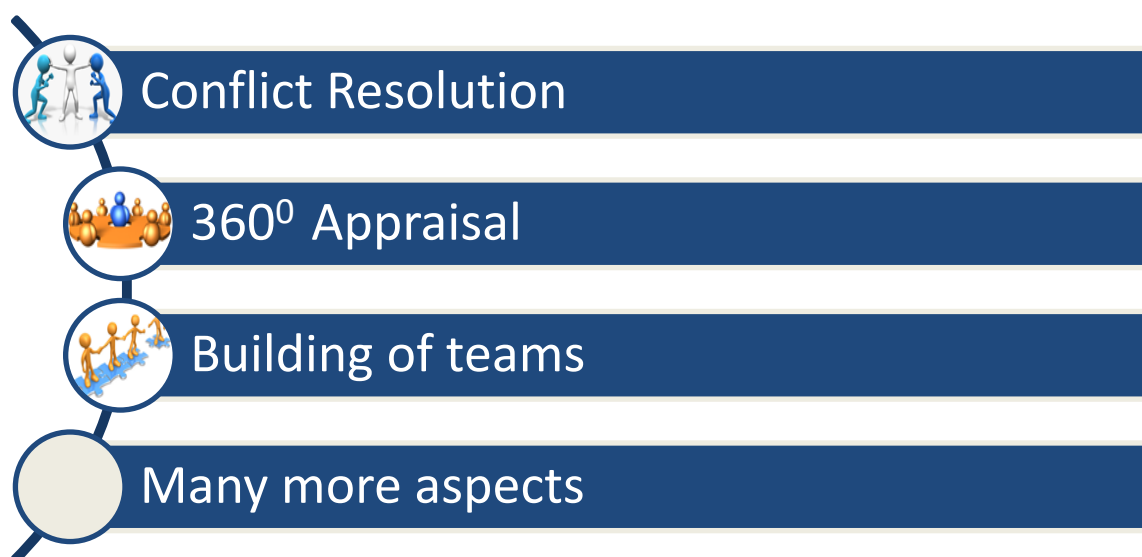 Conflict Resolution
360⁰ Appraisal
Building of teams
Many more aspects